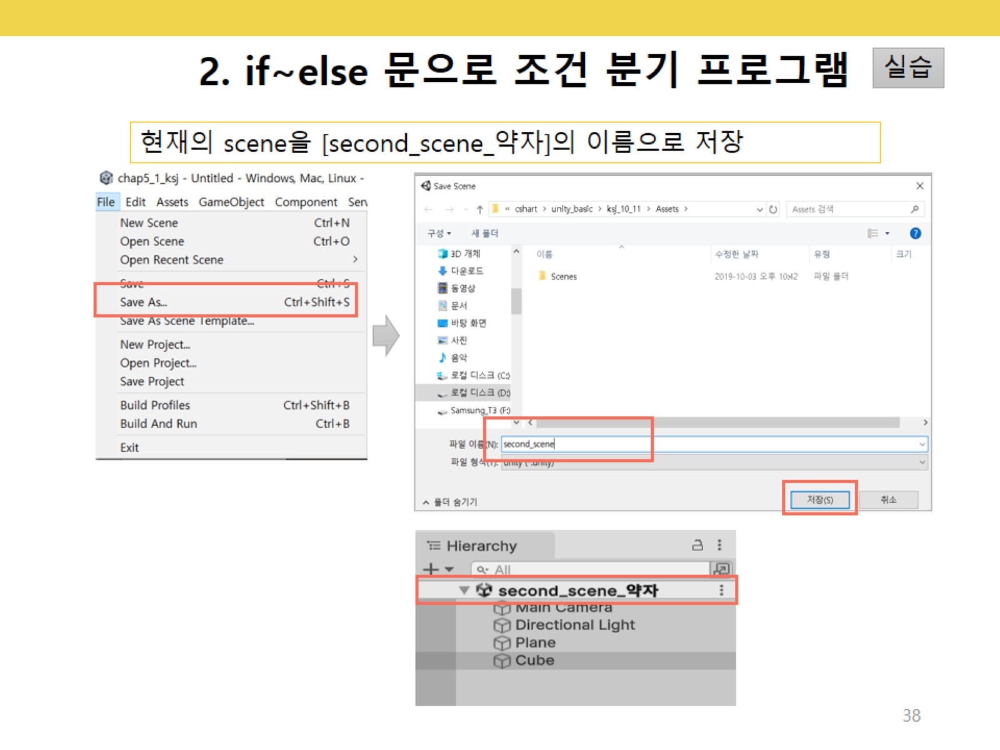 2. if~else 문으로 조건 분기 프로그램
실습
현재의 scene을 [second_scene_약자]의 이름으로 저장
chap5_1_ksj - Untitled - Windows, Mac, Linux -
File Edit Assets GameObject Component Serv
New Scene Ctrl+N
Open Scene Ctrl+O
Open Recent Scene >
Save Ctrl+S
Save As... Ctrl+Shift+S
Save As Scene Template...
New Project...
Open Project...
Save Project
Build Profiles Ctrl+Shift+B
Build And Run Ctrl+B
Exit
Save Scene
« cshart > unity_basic > ksj_10_11 > Assets >
Assets 검색
구성 새 폴더
이름 수정한 날짜 유형 크기
Scenes 2019-10-03 오후 10:42 파일 폴더
3D 개체
다운로드
동영상
문서
바탕 화면
사진
음악
로컬 디스크 (C:)
로컬 디스크 (D:)
Samsung_T3 (F:)
파일 이름(N): second_scene
파일 형식(T): unity (*.unity)
폴더 숨기기
저장(S) 취소
Hierarchy
All
second_scene_약자
Main Camera
Directional Light
Plane
Cube
38